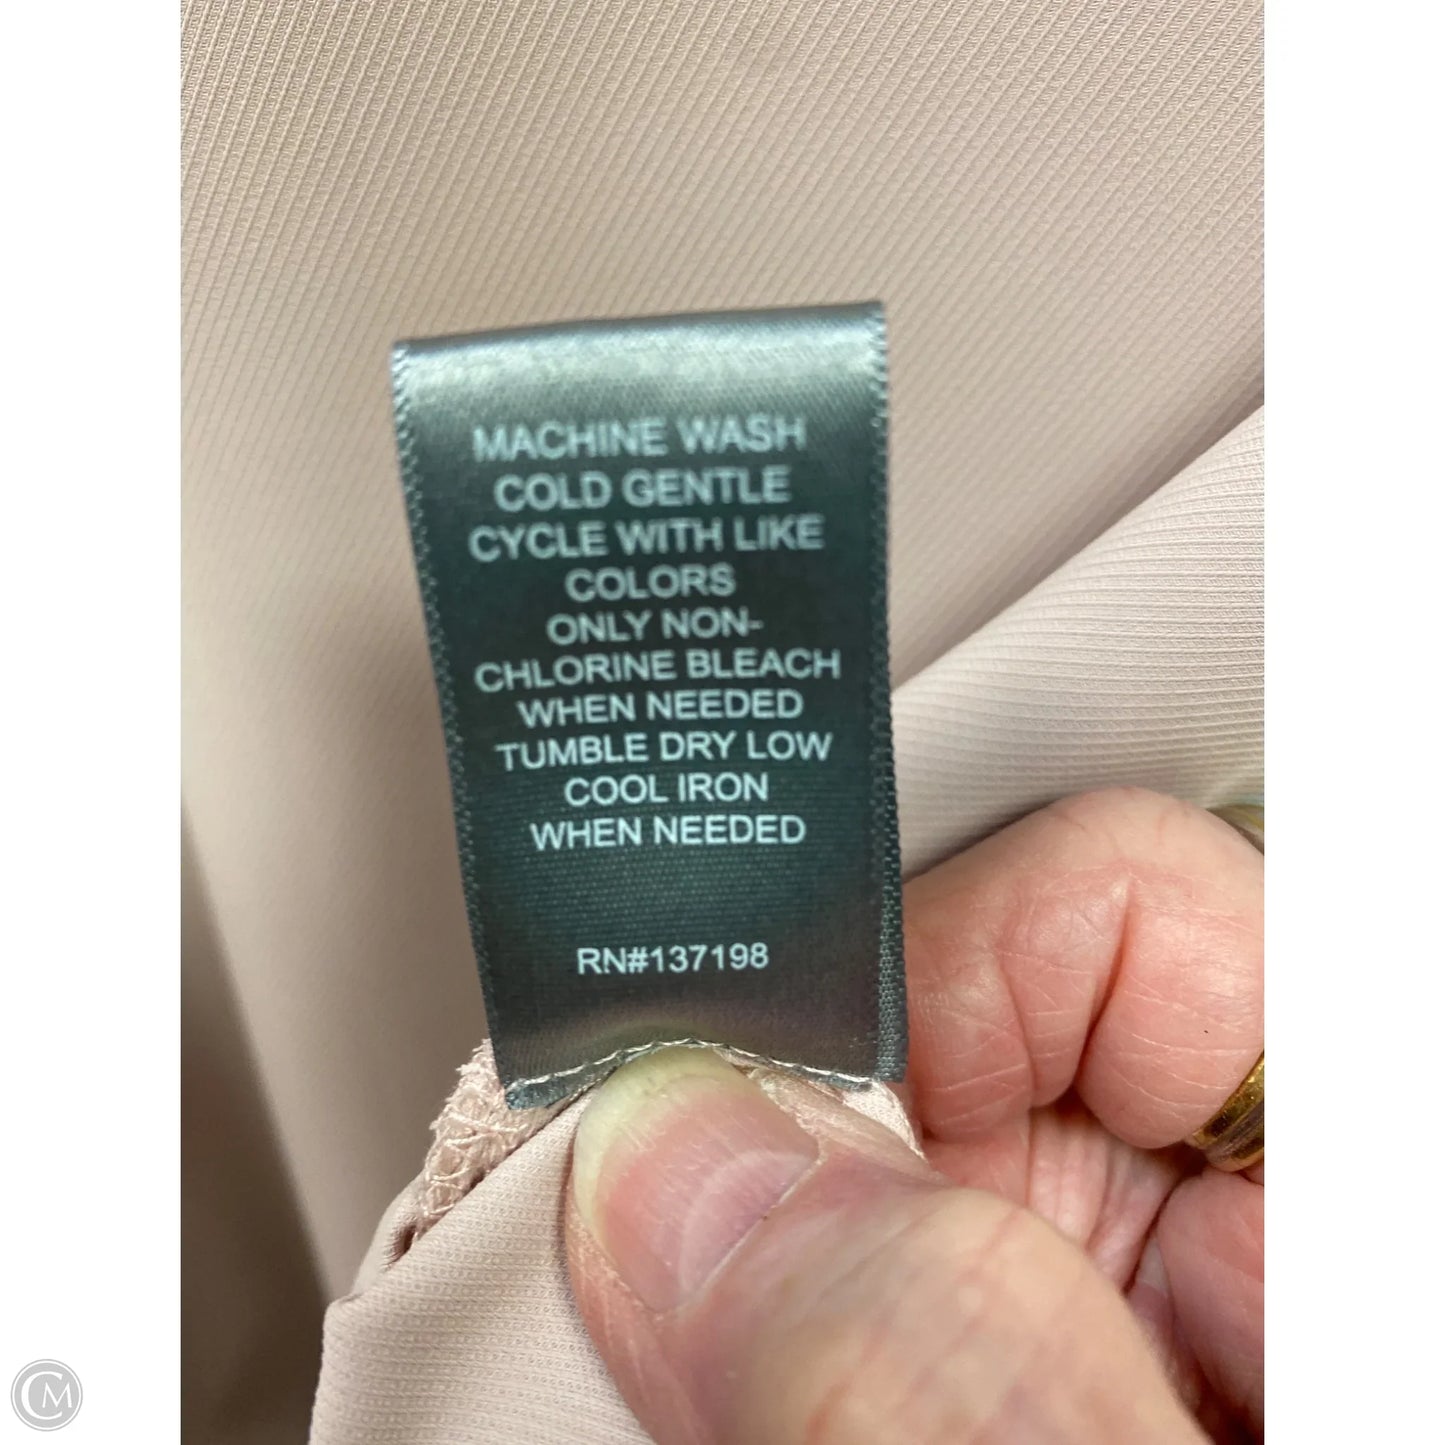 MACHINE WASH
COLD GENTLE
CYCLE WITH LIKE
COLORS
ONLY NON-
CHLORINE BLEACH
WHEN NEEDED
TUMBLE DRY LOW
COOL IRON
WHEN NEEDED
RN#137198
CM